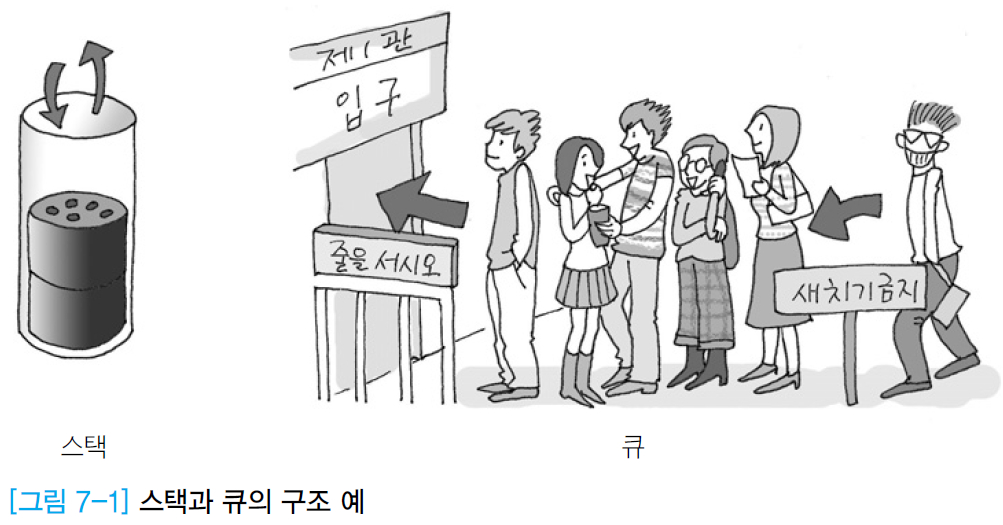 제1관
입구
줄을 서시오
새치기금지
스택
큐
[그림 7-1] 스택과 큐의 구조 예